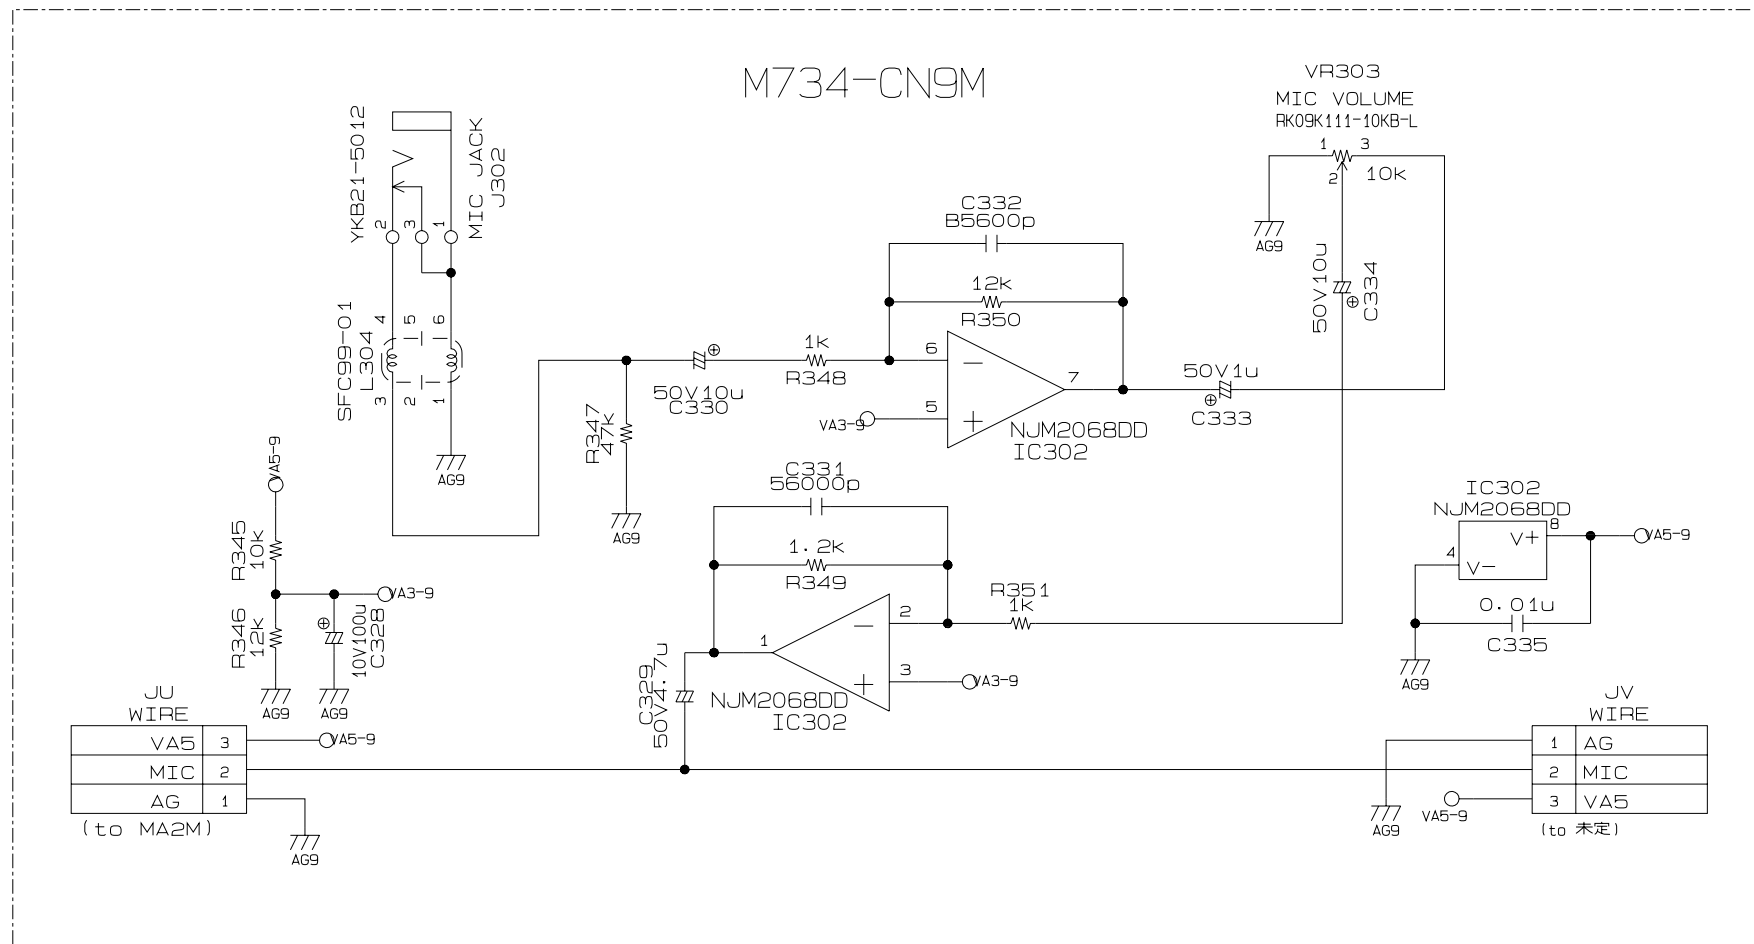 M734-CN9M
VR303
MIC VOLUME
RK09K111-10KB-L
1
3
2
10k
AG9
YKB21-5012
MIC JACK
J302
2
3
1
SFC99-01
L304
4
5
6
3
2
1
AG9
C332
B5600p
12k
R350
50V10u
C334
1k
R348
50V10u
C330
R347
47k
AG9
6
5
7
VA3-9
NJM2068DD
IC302
50V1u
C333
VA5-9
R345
10k
VA3-9
R346
12k
10V100u
C328
AG9
AG9
C331
56000p
1.2k
R349
R351
1k
2
3
1
VA3-9
NJM2068DD
IC302
C329
50V4.7u
IC302
NJM2068DD
8
V+
VA5-9
4
V-
0.01u
C335
AG9
JU
WIRE
VA5 3
VA5-9
MIC 2
AG 1
(to MA2M)
AG9
JV
WIRE
1 AG
2 MIC
3 VA5
VA5-9
AG9
(to 未定)